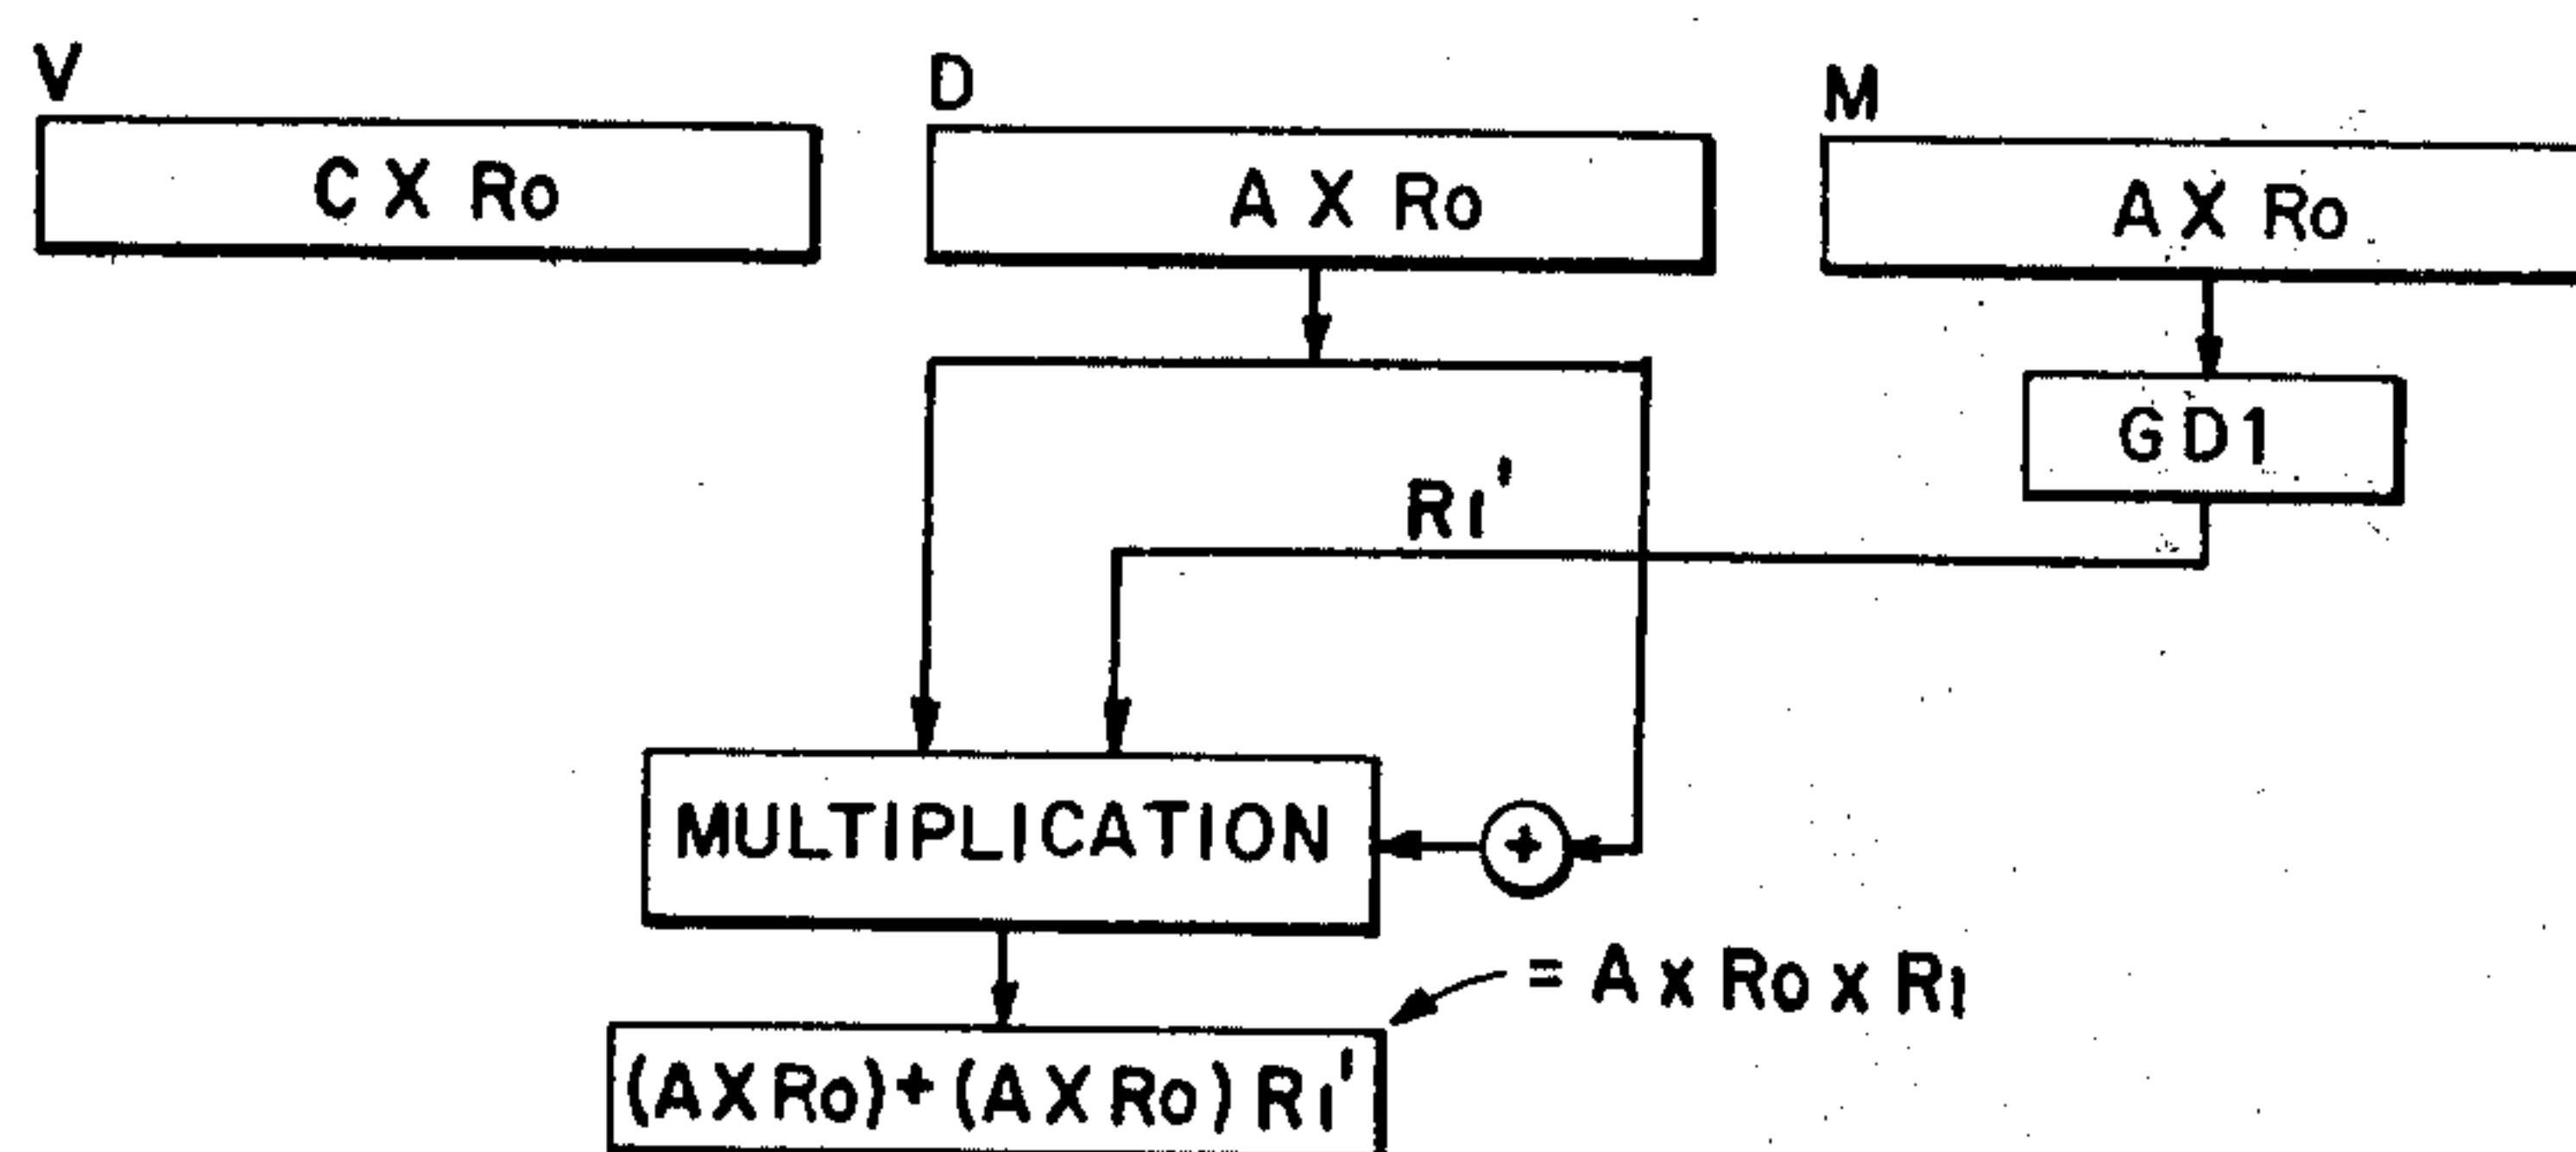 V
D
M
C X Ro
A X Ro
A X Ro
GD1
R1'
MULTIPLICATION
+
= A x Ro x R1
(AXRo)+(AXRo)R1'